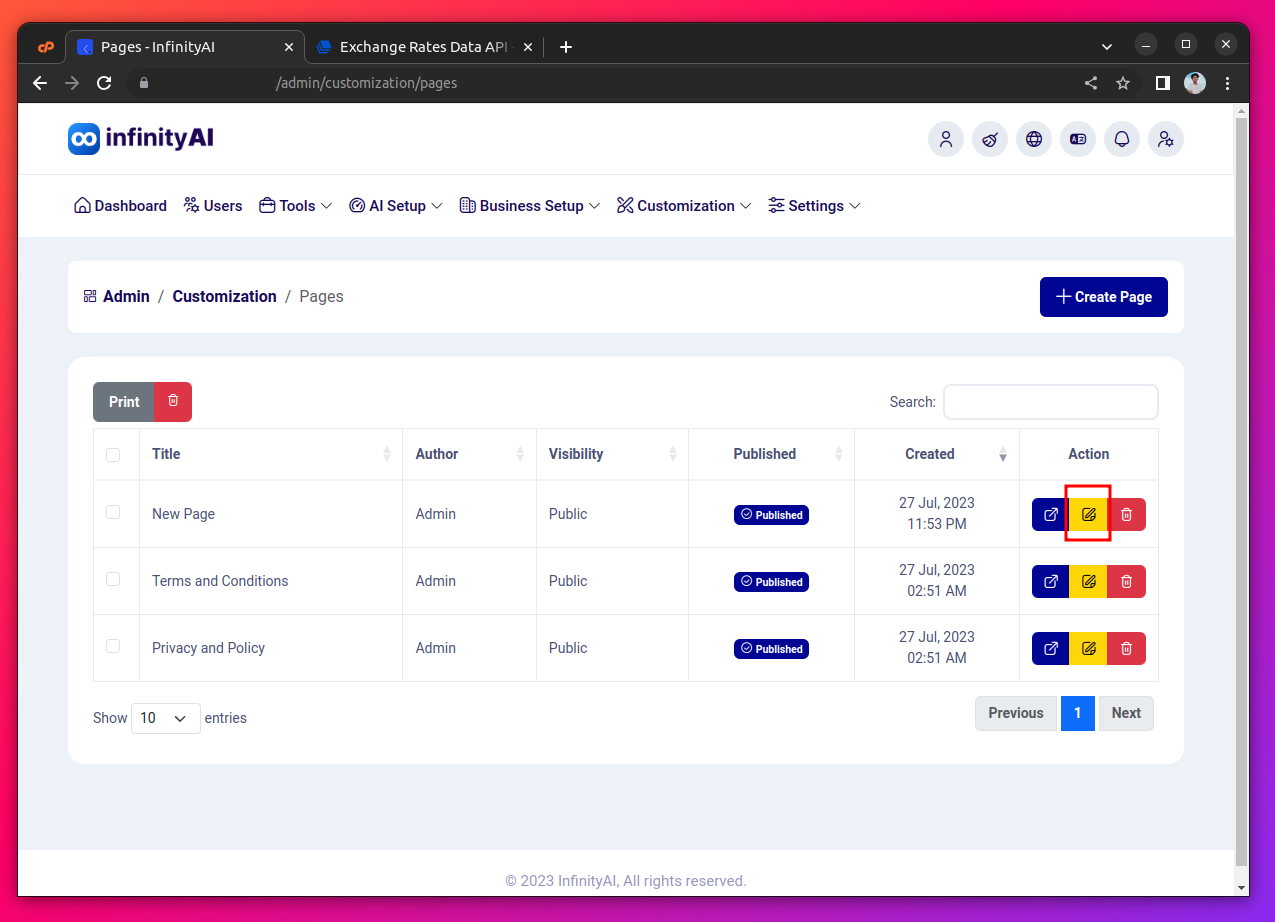 Pages - InfinityAI
Exchange Rates Data API -
/admin/customization/pages
infinityAI
Dashboard Users Tools AI Setup Business Setup Customization Settings
Admin / Customization / Pages
Create Page
Print
Search:
Title Author Visibility Published Created Action
New Page Admin Public Published 27 Jul, 2023
11:53 PM
Terms and Conditions Admin Public Published 27 Jul, 2023
02:51 AM
Privacy and Policy Admin Public Published 27 Jul, 2023
02:51 AM
Show 10 entries
Previous 1 Next
© 2023 InfinityAI, All rights reserved.